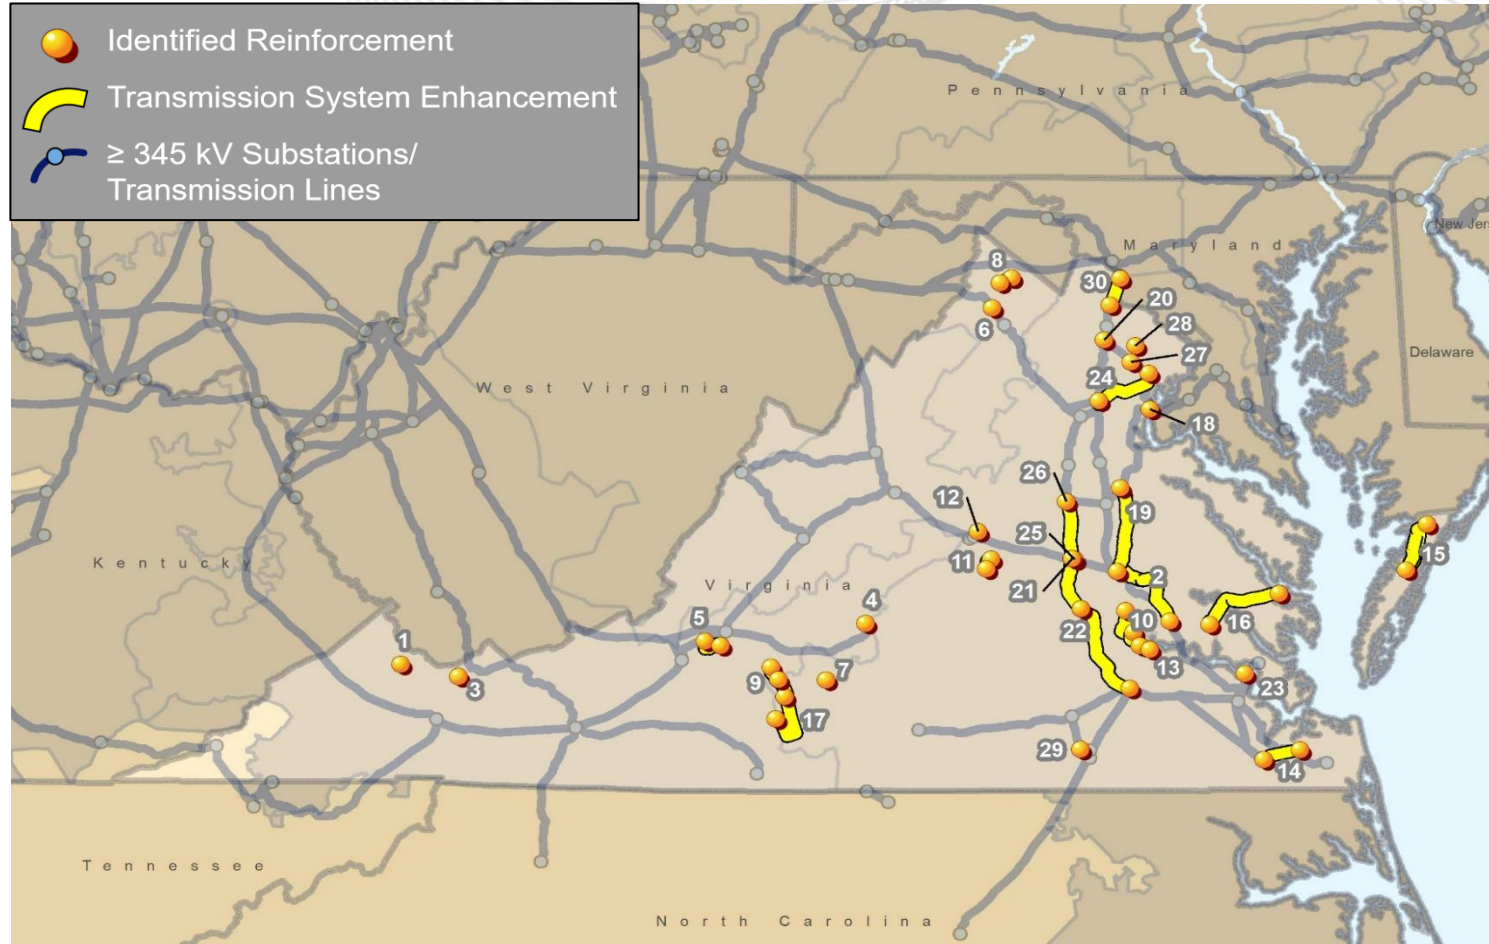 Identified Reinforcement
Transmission System Enhancement
≥ 345 kV Substations/
Transmission Lines
Pennsylvania
New Jers
Maryland
8
30
20
6
28
27
Delaware
24
West Virginia
18
26
12
19
25
15
11
Kentucky
Virginia
2
21
4
16
22
10
5
1
13
7
9
3
23
17
29
14
Tennessee
North Carolina